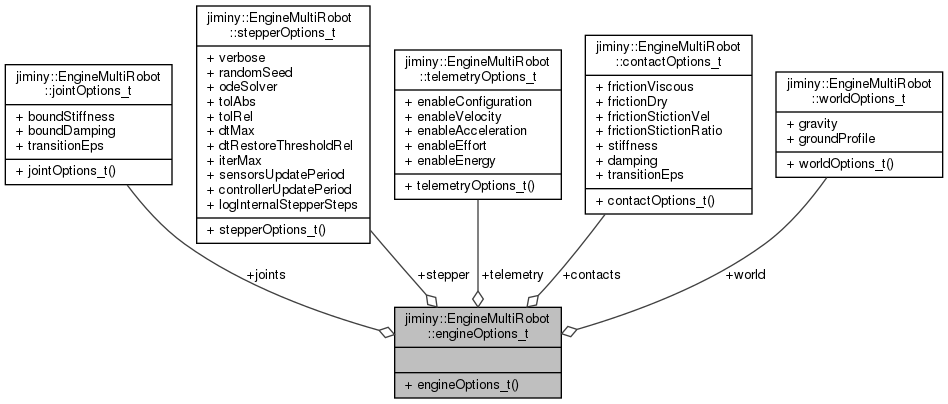 jiminy::EngineMultiRobot
::jointOptions_t
+ boundStiffness
+ boundDamping
+ transitionEps
+ jointOptions_t()
jiminy::EngineMultiRobot
::stepperOptions_t
+ verbose
+ randomSeed
+ odeSolver
+ tolAbs
+ tolRel
+ dtMax
+ dtRestoreThresholdRel
+ iterMax
+ sensorsUpdatePeriod
+ controllerUpdatePeriod
+ logInternalStepperSteps
+ stepperOptions_t()
jiminy::EngineMultiRobot
::telemetryOptions_t
+ enableConfiguration
+ enableVelocity
+ enableAcceleration
+ enableEffort
+ enableEnergy
+ telemetryOptions_t()
jiminy::EngineMultiRobot
::contactOptions_t
+ frictionViscous
+ frictionDry
+ frictionStictionVel
+ frictionStictionRatio
+ stiffness
+ damping
+ transitionEps
+ contactOptions_t()
jiminy::EngineMultiRobot
::worldOptions_t
+ gravity
+ groundProfile
+ worldOptions_t()
+joints
+stepper
+telemetry
+contacts
+world
jiminy::EngineMultiRobot
::engineOptions_t
+ engineOptions_t()